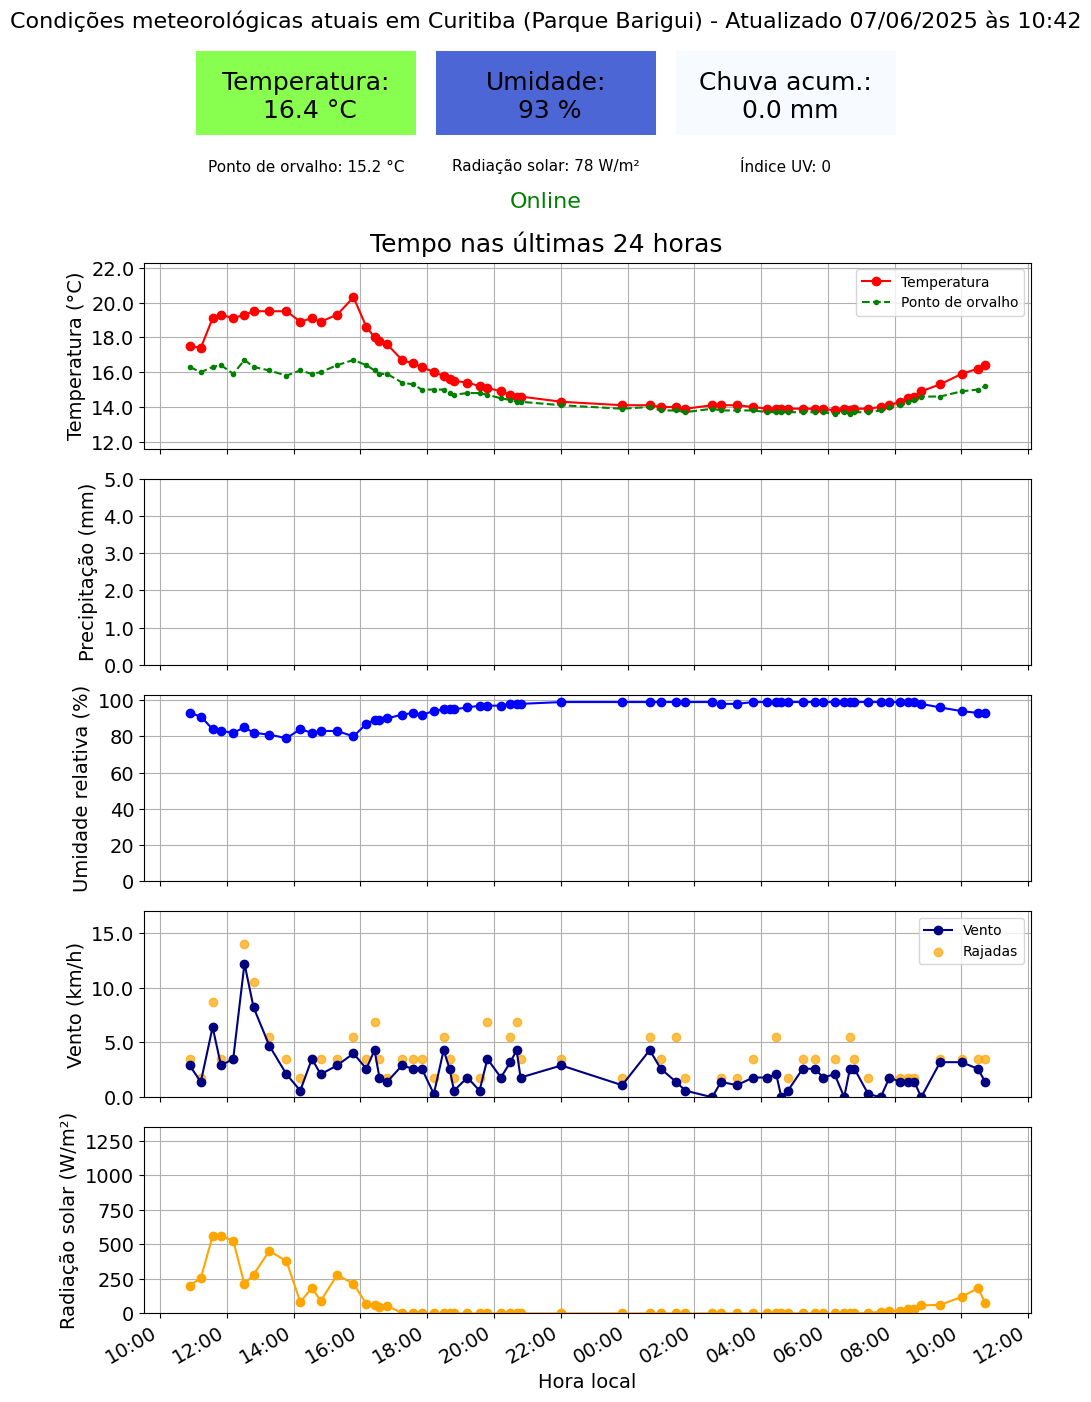 Condições meteorológicas atuais em Curitiba (Parque Barigui) - Atualizado 07/06/2025 às 10:42
Temperatura:
16.4 °C
Umidade:
93 %
Chuva acum.:
0.0 mm
Ponto de orvalho: 15.2 °C
Radiação solar: 78 W/m²
Índice UV: 0
Online
Tempo nas últimas 24 horas
Temperatura (°C)
22.0
20.0
18.0
16.0
14.0
12.0
Temperatura
Ponto de orvalho
Precipitação (mm)
5.0
4.0
3.0
2.0
1.0
0.0
Umidade relativa (%)
100
80
60
40
20
0
Vento (km/h)
15.0
10.0
5.0
0.0
Vento
Rajadas
Radiação solar (W/m²)
1250
1000
750
500
250
0
10:00
12:00
14:00
16:00
18:00
20:00
22:00
00:00
02:00
04:00
06:00
08:00
10:00
12:00
Hora local